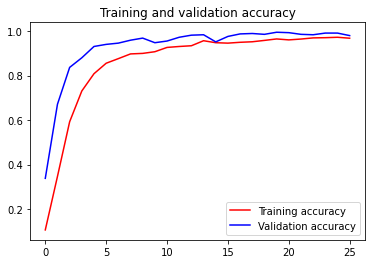 Training and validation accuracy
1.0
0.8
0.6
0.4
0.2
Training accuracy
Validation accuracy
0 5 10 15 20 25